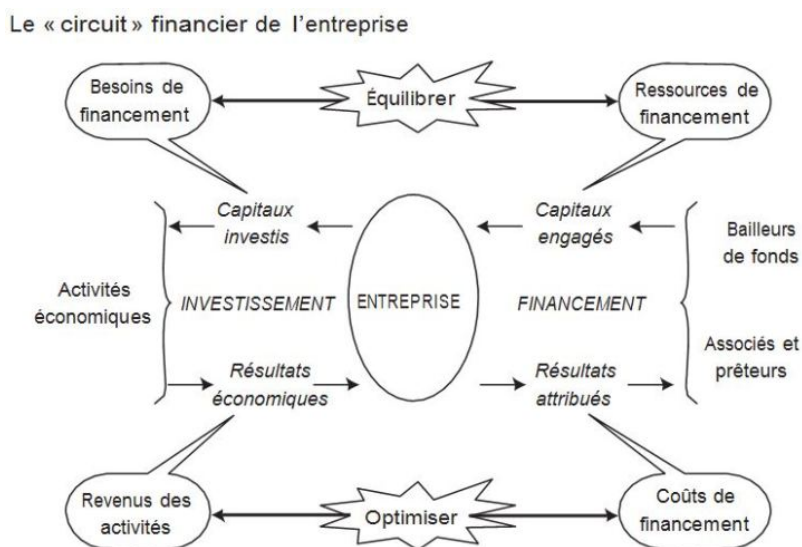 Le « circuit » financier de l'entreprise
Besoins de
financement
Équilibrer
Ressources de
financement
Capitaux
investis
Capitaux
engagés
Bailleurs
de fonds
Activités
économiques
INVESTISSEMENT
ENTREPRISE
FINANCEMENT
Associés et
prêteurs
Résultats
économiques
Résultats
attribués
Revenus des
activités
Optimiser
Coûts de
financement